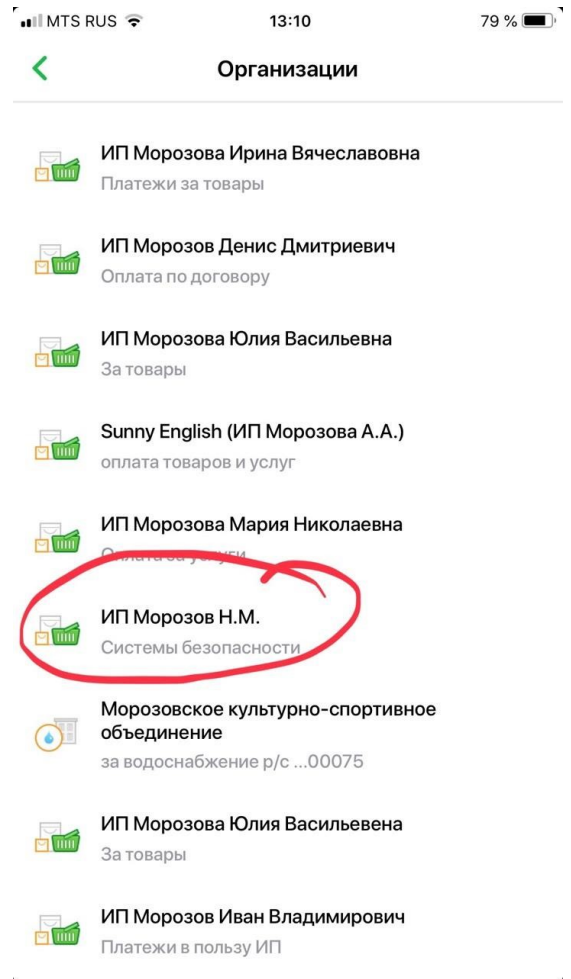 MTS RUS 13:10 79 %
Организации
ИП Морозова Ирина Вячеславовна
Платежи за товары
ИП Морозов Денис Дмитриевич
Оплата по договору
ИП Морозова Юлия Васильевна
За товары
Sunny English (ИП Морозова А.А.)
оплата товаров и услуг
ИП Морозова Мария Николаевна
Оплата за услуги
ИП Морозов Н.М.
Системы безопасности
Морозовское культурно-спортивное
объединение
за водоснабжение р/с ...00075
ИП Морозова Юлия Васильевена
За товары
ИП Морозов Иван Владимирович
Платежи в пользу ИП